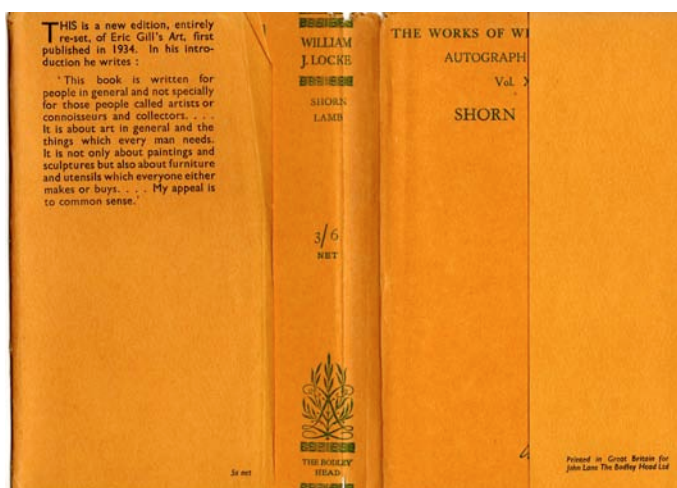 THIS is a new edition, entirely
re-set, of Eric Gill's Art, first
published in 1934. In his intro-
duction he writes :
'This book is written for
people in general and not specially
for those people called artists or
connoisseurs and collectors. . . .
It is about art in general and the
things which every man needs.
It is not only about paintings and
sculptures but also about furniture
and utensils which everyone either
makes or buys. . . . My appeal is
to common sense.'
5s net
WILLIAM
J. LOCKE
SHORN
LAMB
3/6
NET
THE BODLEY
HEAD
THE WORKS OF WI
AUTOGRAPH
Vol. X
SHORN
Printed in Great Britain for
John Lane The Bodley Head Ltd